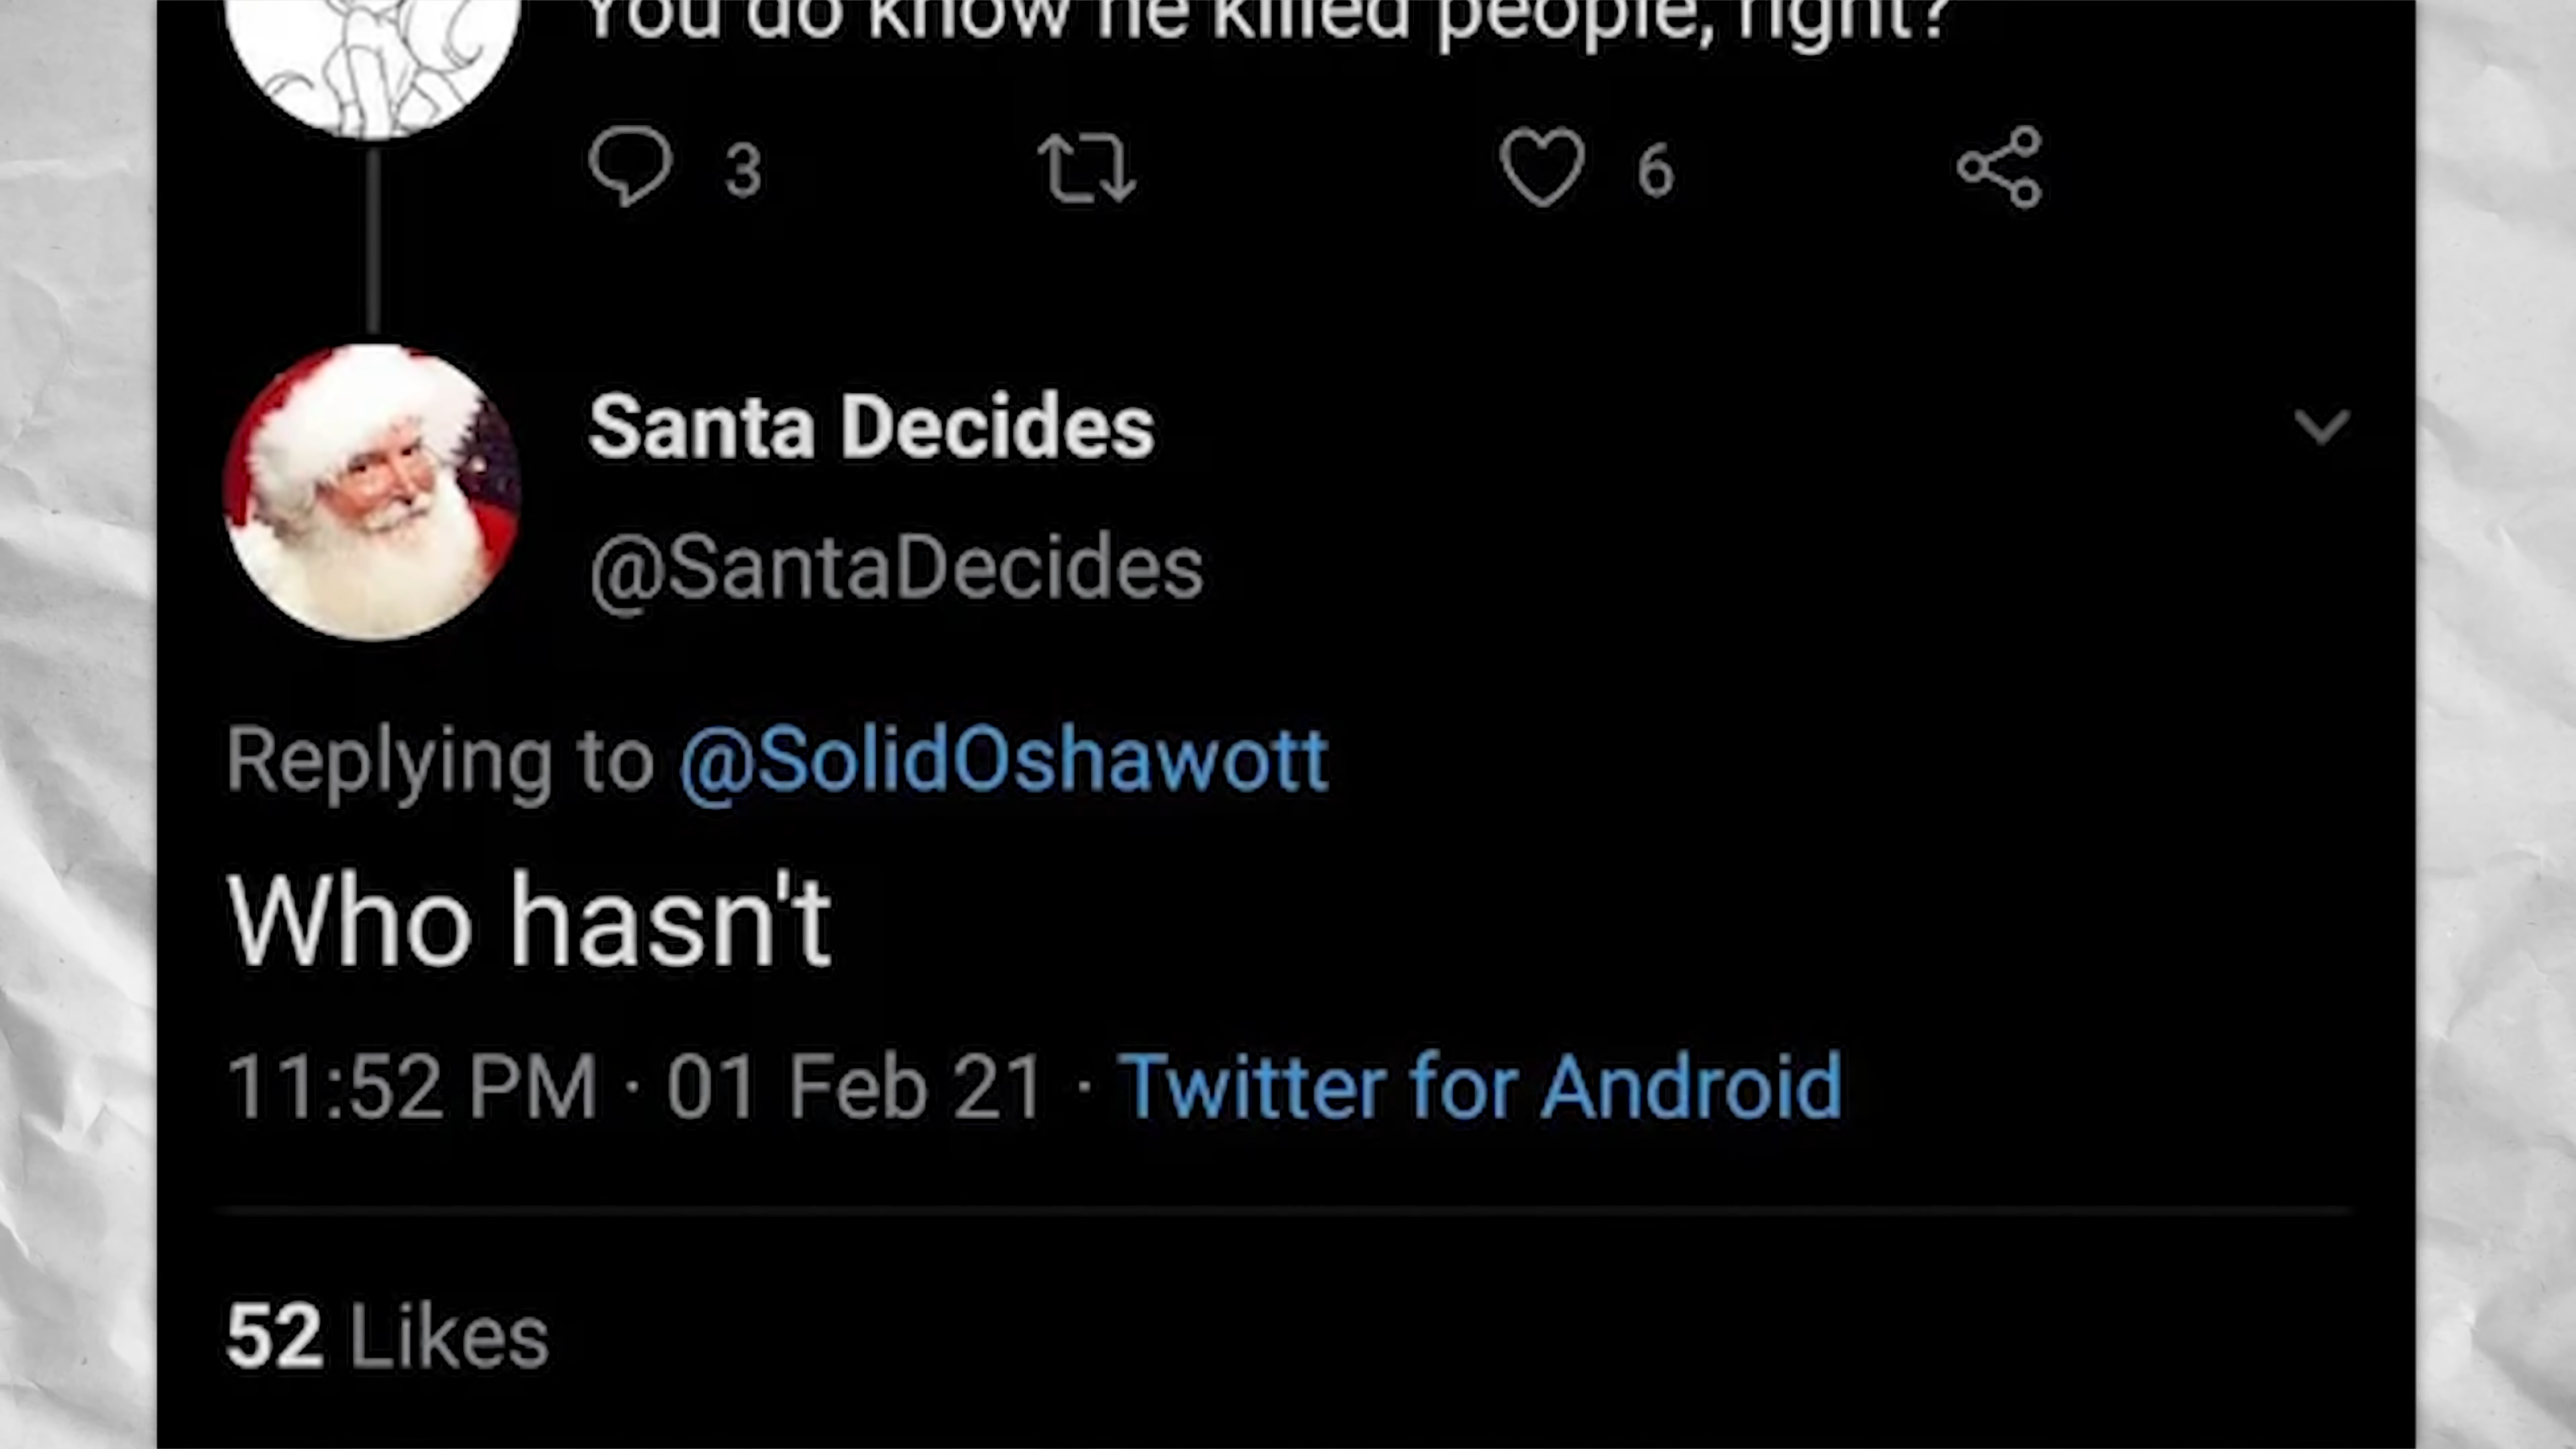 You do know he killed people, right?
3 6
Santa Decides
@SantaDecides
Replying to @SolidOshawott
Who hasn't
11:52 PM · 01 Feb 21 · Twitter for Android
52 Likes